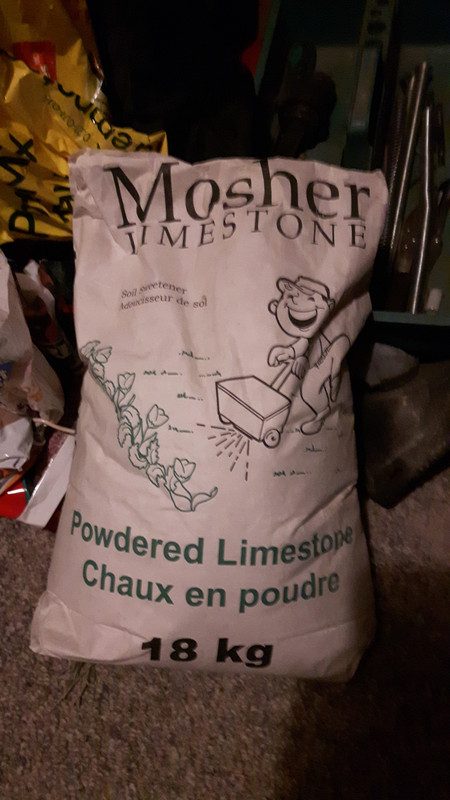 Mosher
LIMESTONE
Soil Sweetener
Adoucisseur de sol
Powdered Limestone
Chaux en poudre
18 kg